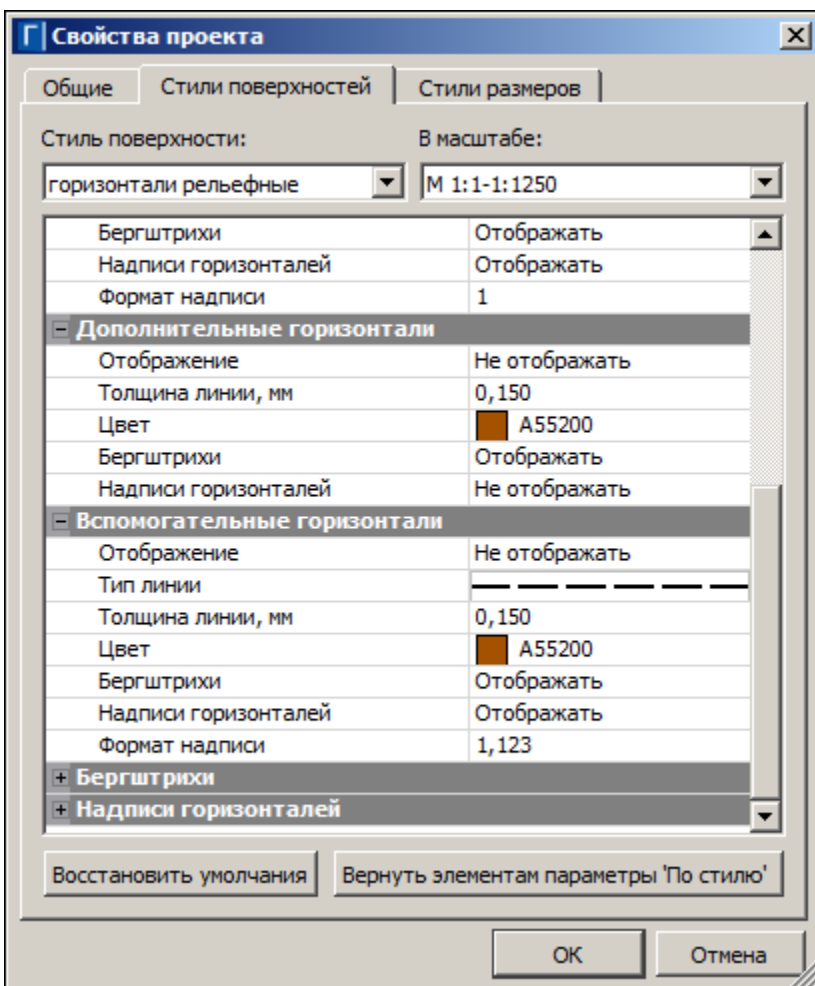 Г Свойства проекта
Общие Стили поверхностей Стили размеров
Стиль поверхности: В масштабе:
горизонтали рельефные М 1:1-1:1250
Бергштрихи Отображать
Надписи горизонталей Отображать
Формат надписи 1
Дополнительные горизонтали
Отображение Не отображать
Толщина линии, мм 0,150
Цвет A55200
Бергштрихи Отображать
Надписи горизонталей Не отображать
Вспомогательные горизонтали
Отображение Не отображать
Тип линии
Толщина линии, мм 0,150
Цвет A55200
Бергштрихи Отображать
Надписи горизонталей Отображать
Формат надписи 1,123
Бергштрихи
Надписи горизонталей
Восстановить умолчания Вернуть элементам параметры 'По стилю'
ОК Отмена